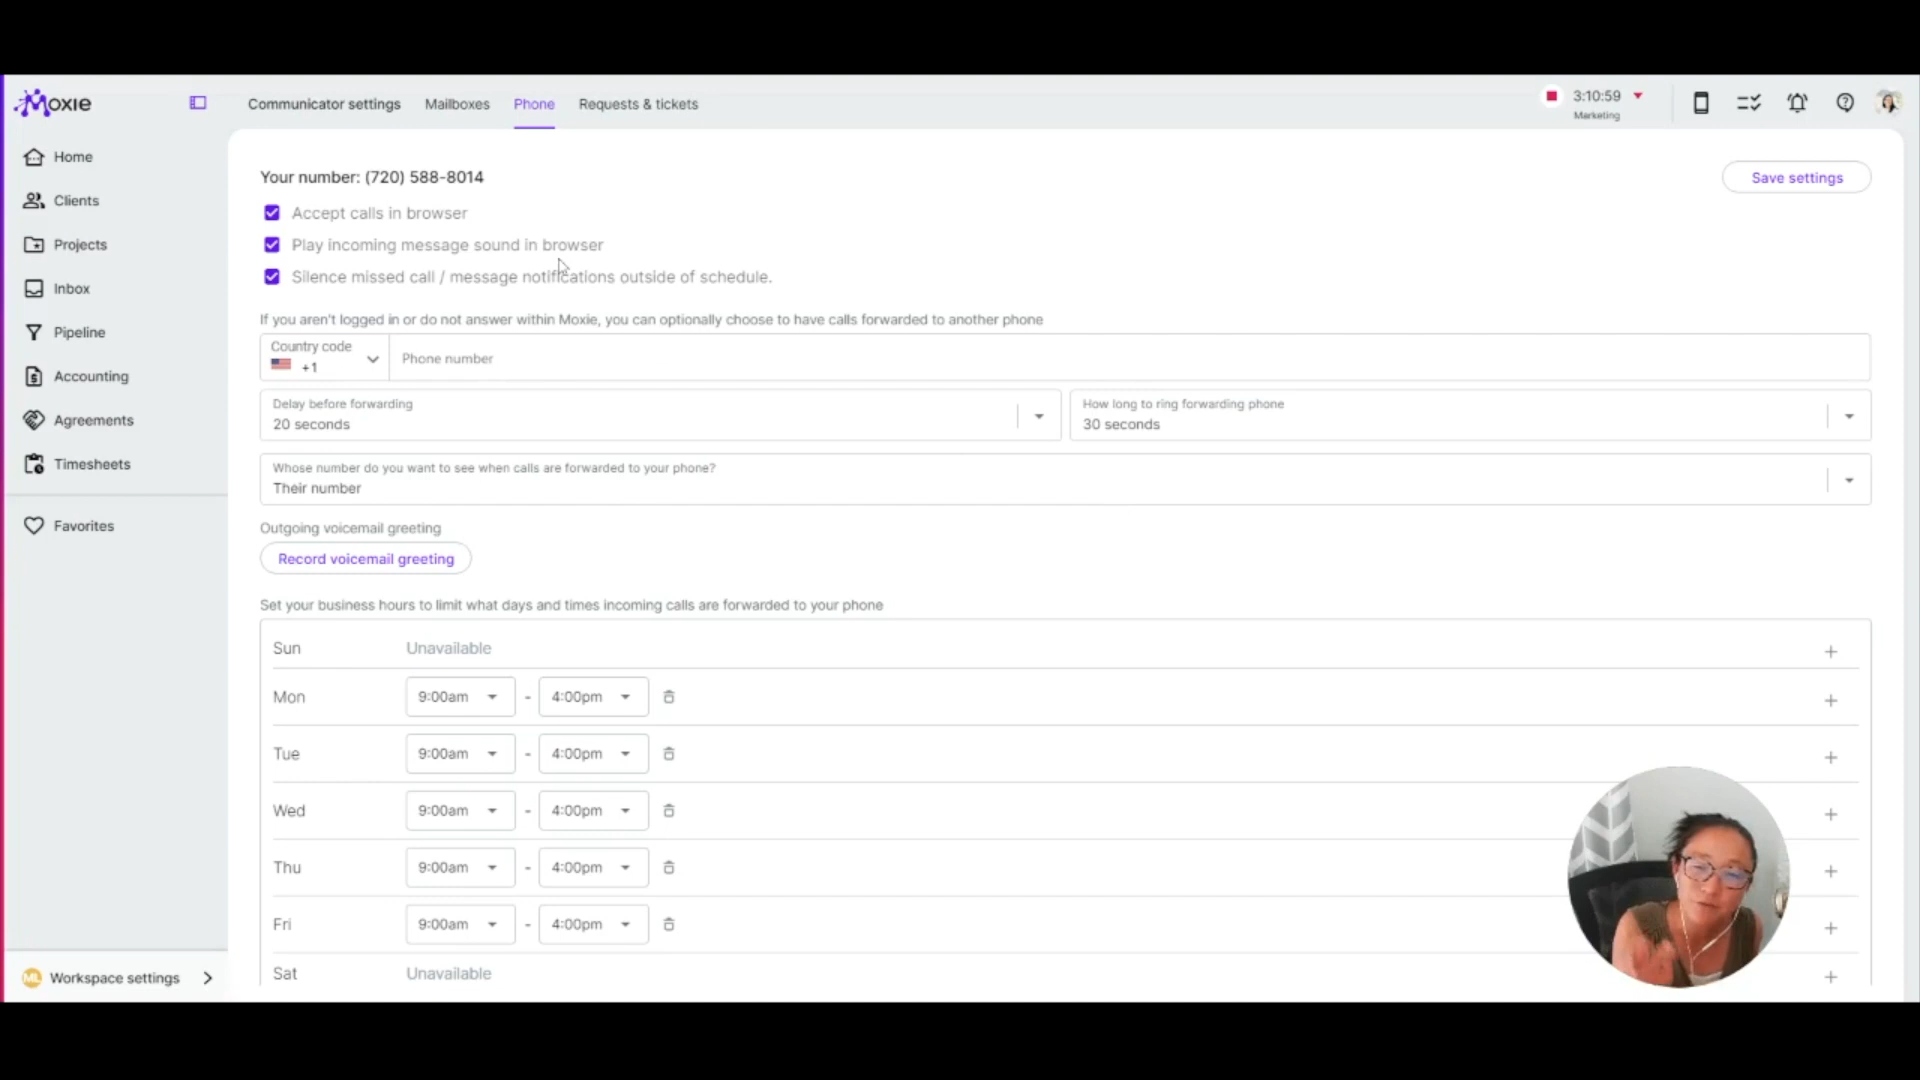 Moxie
Communicator settings
Mailboxes
Phone
Requests & tickets
3:10:59
Marketing
Home
Clients
Projects
Inbox
Pipeline
Accounting
Agreements
Timesheets
Favorites
ML
Workspace settings
Your number: (720) 588-8014
Save settings
Accept calls in browser
Play incoming message sound in browser
Silence missed call / message notifications outside of schedule.
If you aren't logged in or do not answer within Moxie, you can optionally choose to have calls forwarded to another phone
Country code
+1
Phone number
Delay before forwarding
20 seconds
How long to ring forwarding phone
30 seconds
Whose number do you want to see when calls are forwarded to your phone?
Their number
Outgoing voicemail greeting
Record voicemail greeting
Set your business hours to limit what days and times incoming calls are forwarded to your phone
Sun Unavailable
Mon 9:00am - 4:00pm
Tue 9:00am - 4:00pm
Wed 9:00am - 4:00pm
Thu 9:00am - 4:00pm
Fri 9:00am - 4:00pm
Sat Unavailable